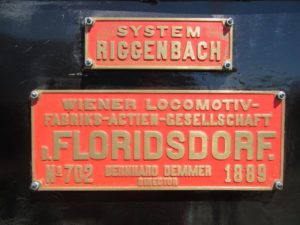 SYSTEM
RIGGENBACH
WIENER LOCOMOTIV-
FABRIKS-ACTIEN-GESELLSCHAFT
D. FLORIDSDORF.
No 702 BERNHARD DEMMER 1889
DIRECTOR